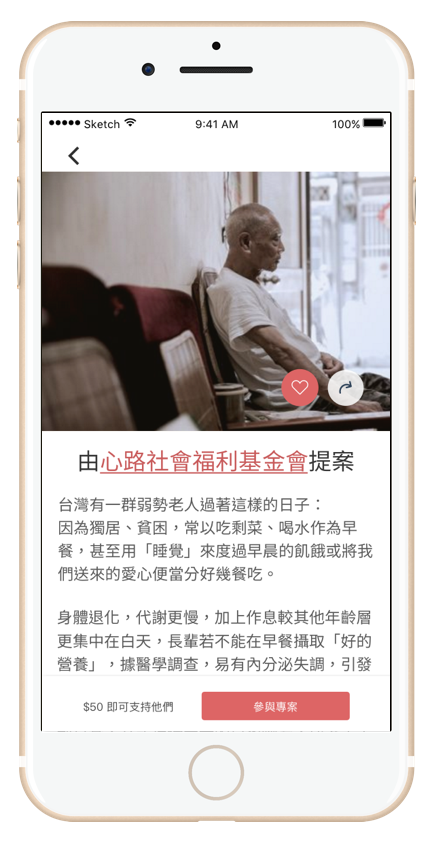 Sketch
9:41 AM
100%
由心路社會福利基金會提案
台灣有一群弱勢老人過著這樣的日子：
因為獨居、貧困，常以吃剩菜、喝水作為早
餐，甚至用「睡覺」來度過早晨的飢餓或將我
們送來的愛心便當分好幾餐吃。
身體退化，代謝更慢，加上作息較其他年齡層
更集中在白天，長輩若不能在早餐攝取「好的
營養」，據醫學調查，易有內分泌失調，引發
$50 即可支持他們
參與專案